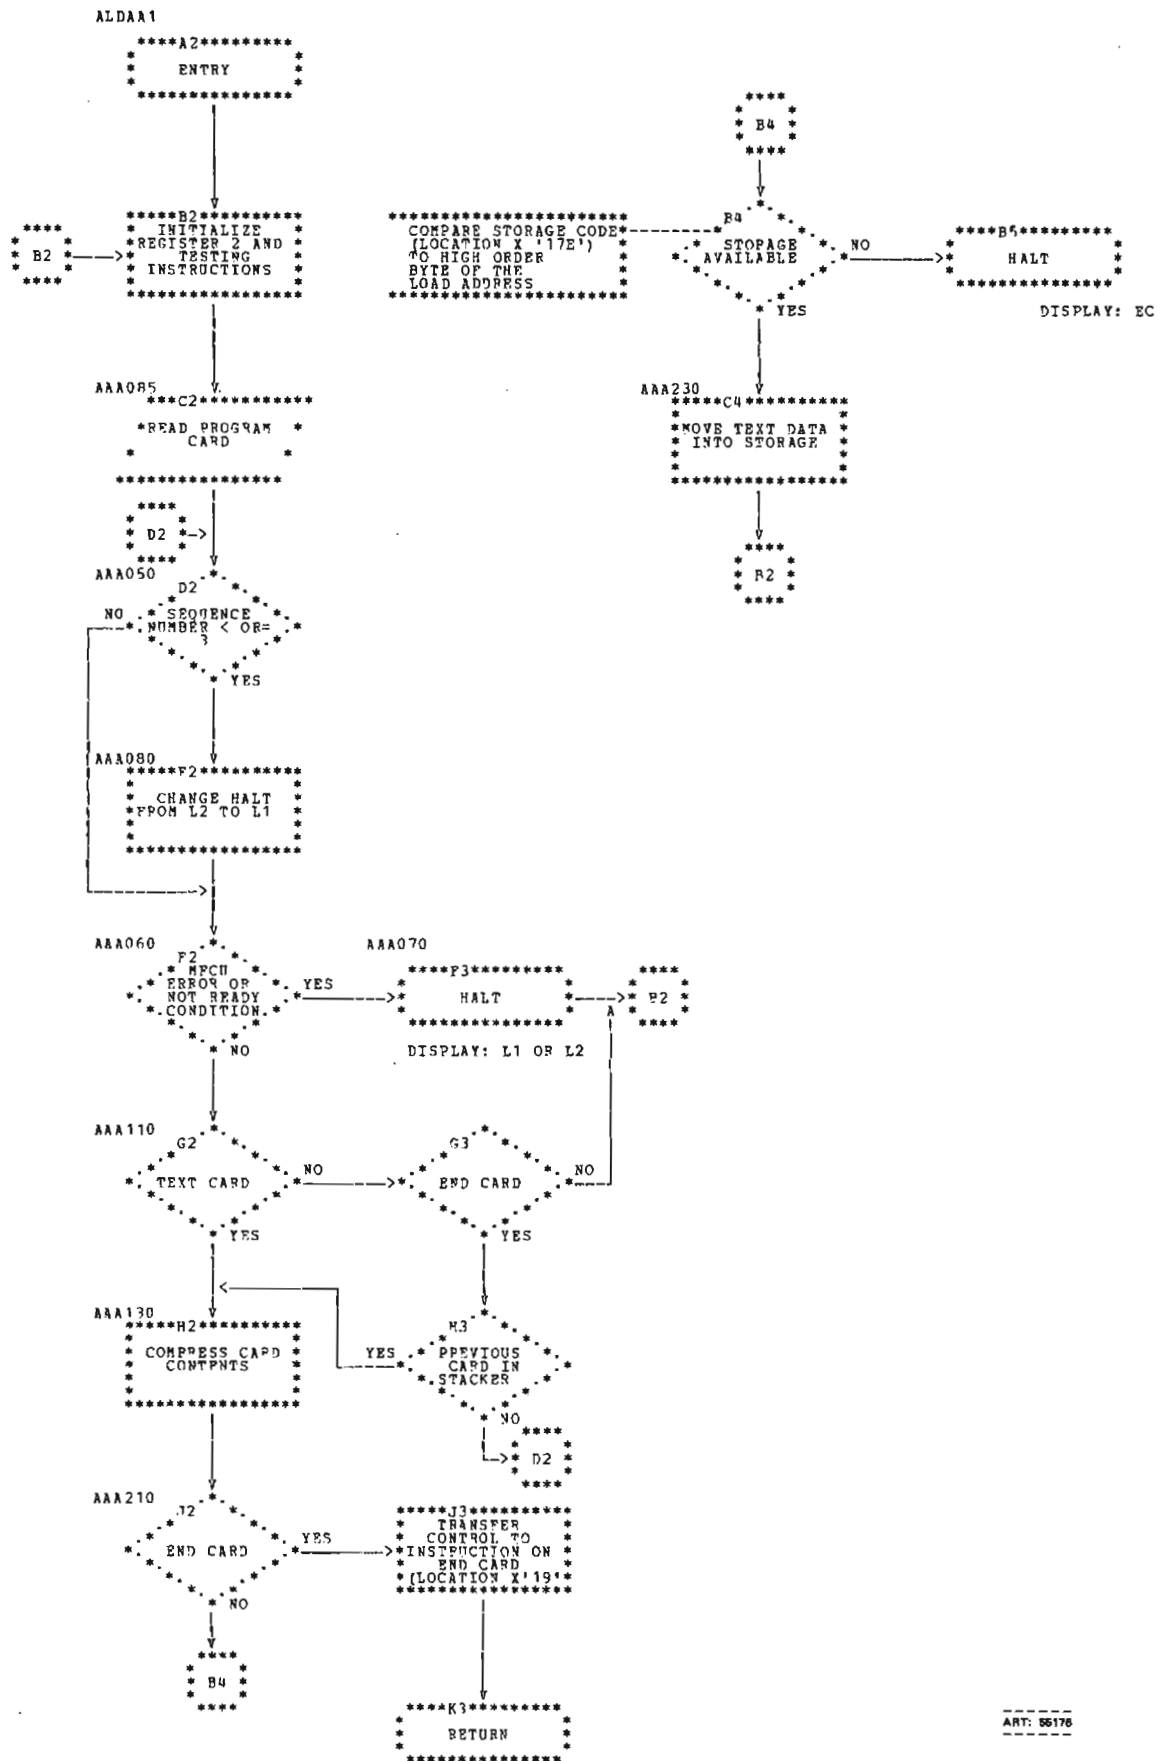 ALDAA1
A2
ENTRY
B4
B2
B2
INITIALIZE
REGISTER 2 AND
TESTING
INSTRUCTIONS
COMPARE STORAGE CODE
(LOCATION X '17E')
TO HIGH ORDER
BYTE OF THE
LOAD ADDRESS
B4
STOPAGE
AVAILABLE
NO
B5
HALT
DISPLAY: EC
YES
AAA085
C2
READ PROGRAM
CARD
AAA230
C4
MOVE TEXT DATA
INTO STORAGE
D2
B2
AAA050
D2
SEQUENCE
NUMBER < OR=
3
NO
YES
AAA080
F2
CHANGE HALT
FROM L2 TO L1
AAA060
F2
MFCU
ERROR OR
NOT READY
CONDITION
YES
NO
AAA070
F3
HALT
DISPLAY: L1 OR L2
B2
AAA110
G2
TEXT CARD
NO
YES
G3
END CARD
NO
YES
AAA130
H2
COMPRESS CARD
CONTENTS
H3
PREVIOUS
CARD IN
STACKER
YES
NO
D2
AAA210
J2
END CARD
YES
NO
J3
TRANSFER
CONTROL TO
INSTRUCTION ON
END CARD
(LOCATION X'19'
B4
K3
RETURN
ART: 55176